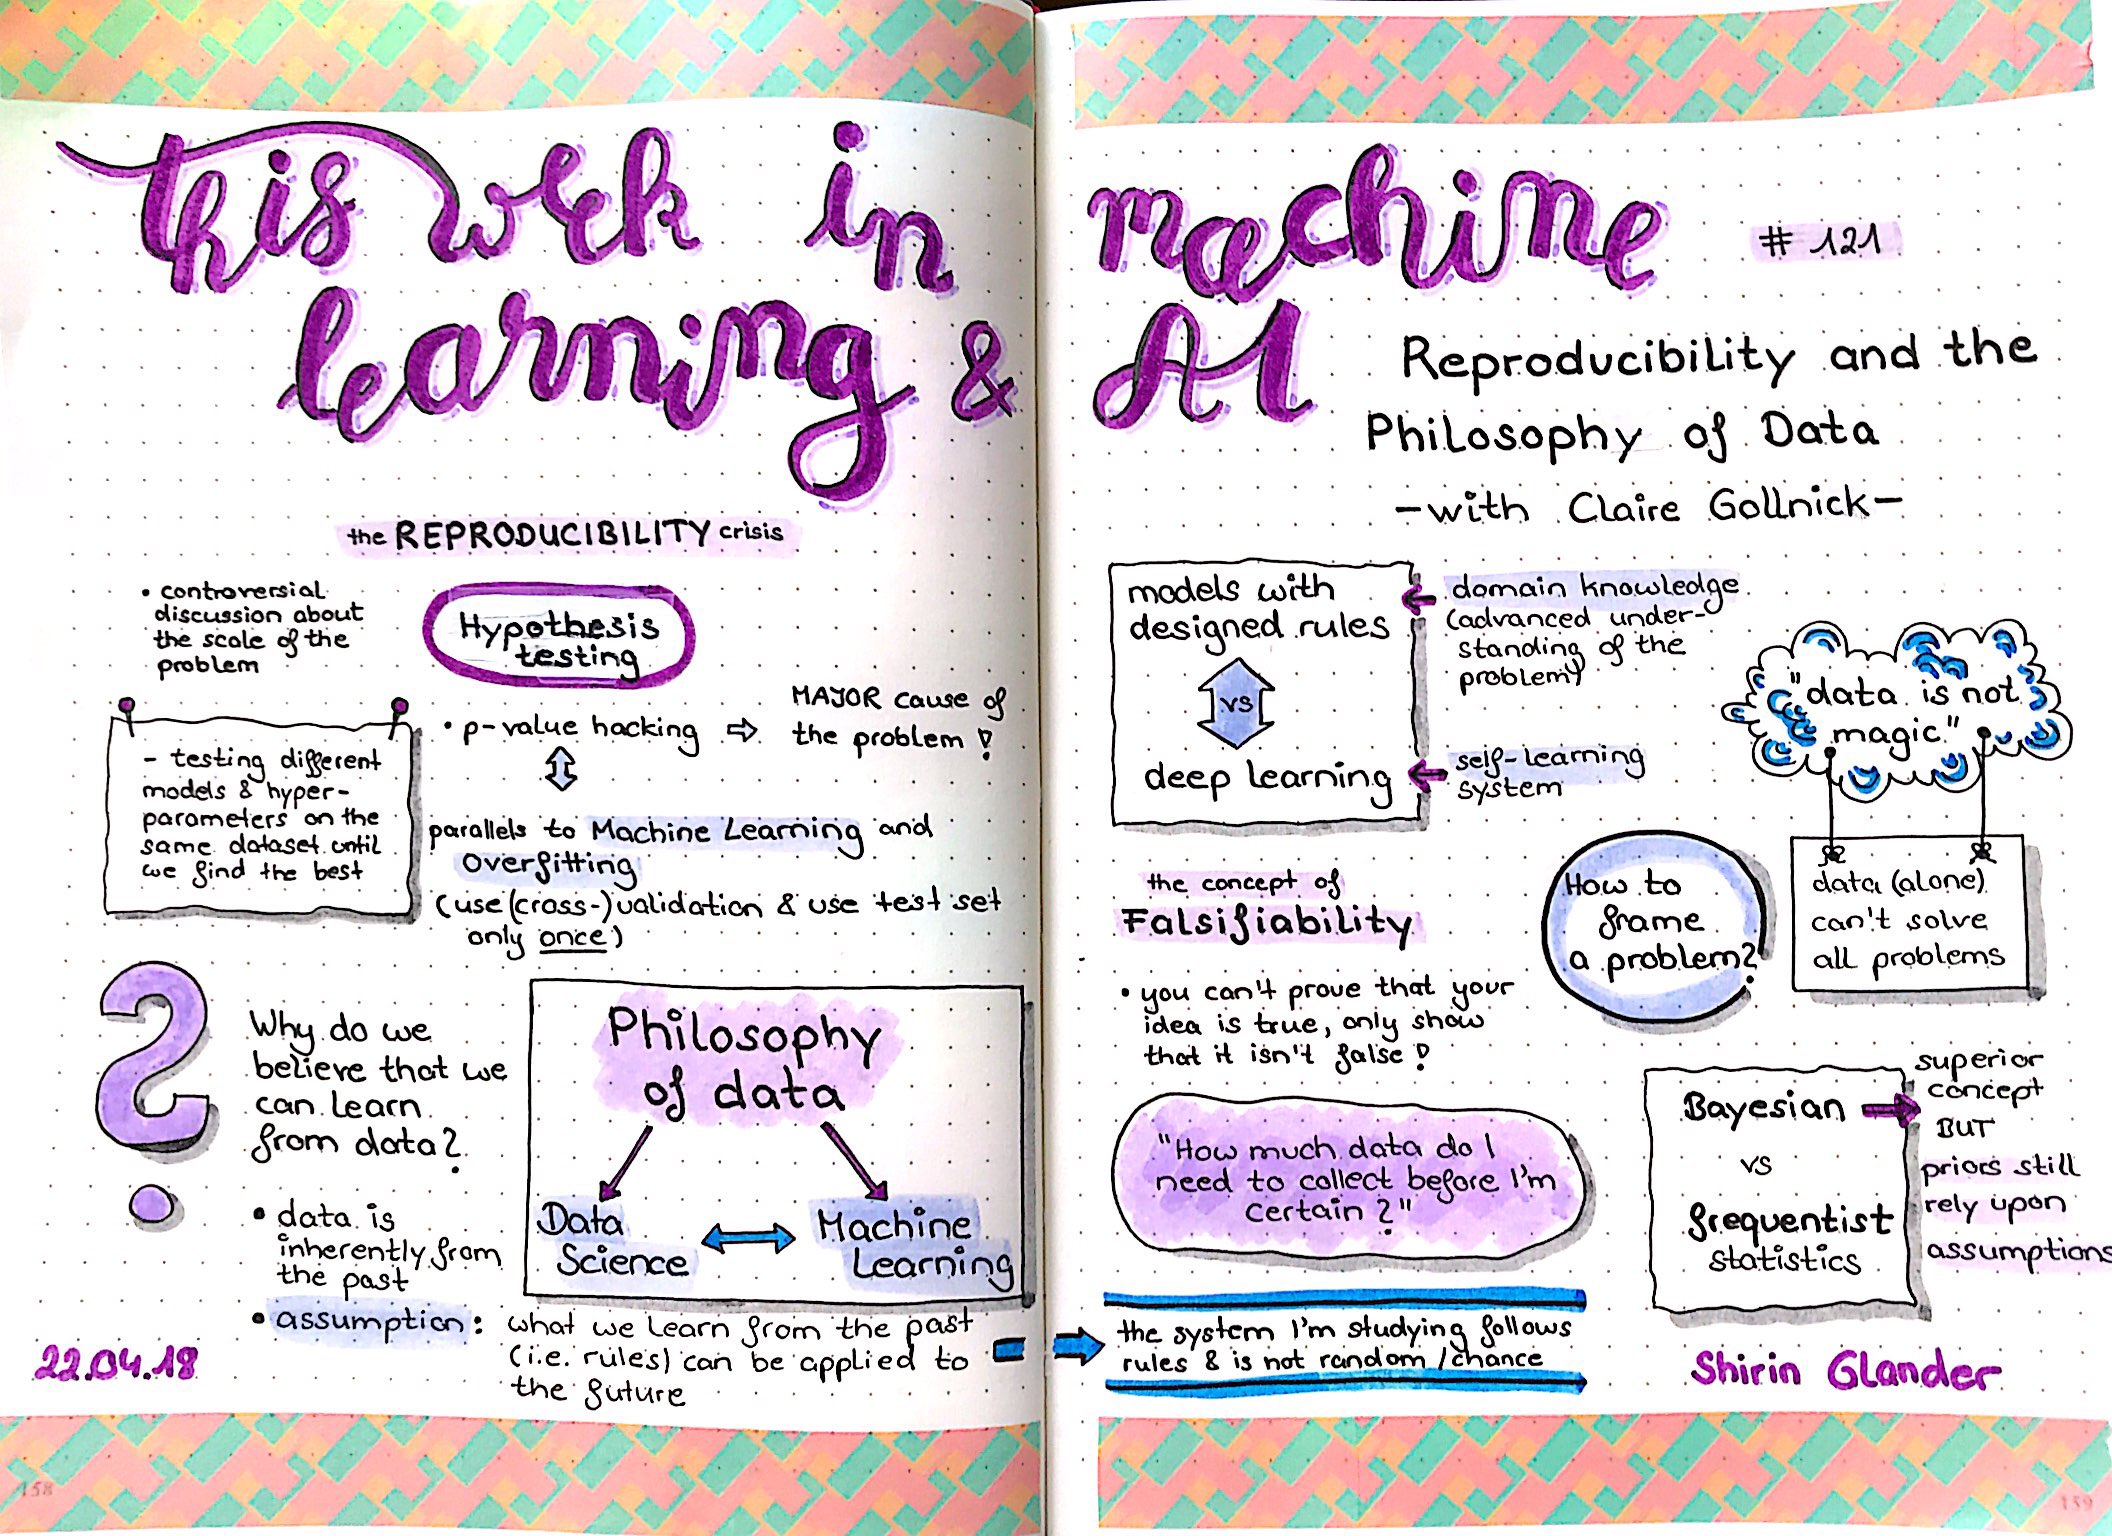 this week in machine
learning & AI
# 121
Reproducibility and the
Philosophy of Data
-with Claire Gollnick-
the REPRODUCIBILITY crisis
• controversial
discussion about
the scale of the
problem
Hypothesis
testing
• p-value hacking ⇨ MAJOR cause of
the problem !
- testing different
models & hyper-
parameters on the
same dataset until
we find the best
parallels to Machine Learning and
Overfitting
(use (cross-)validation & use test set
only once)
?
Why do we
believe that we
can learn
from data?
• data is
inherently from
the past
• assumption: what we learn from the past
(i.e. rules) can be applied to
the future
Philosophy
of data
Data
Science
Machine
Learning
22.04.18
158
models with
designed rules
vs
deep learning
domain knowledge
(advanced under-
standing of the
problem)
self-learning
system
"data is not
magic"
data (alone)
can't solve
all problems
How to
frame
a problem?
the concept of
Falsifiability
• you can't prove that your
idea is true, only show
that it isn't false !
"How much data do I
need to collect before I'm
certain?"
the system I'm studying follows
rules & is not random/chance
Bayesian
vs
frequentist
statistics
superior
concept
BUT
priors still
rely upon
assumptions
Shirin Glander
159